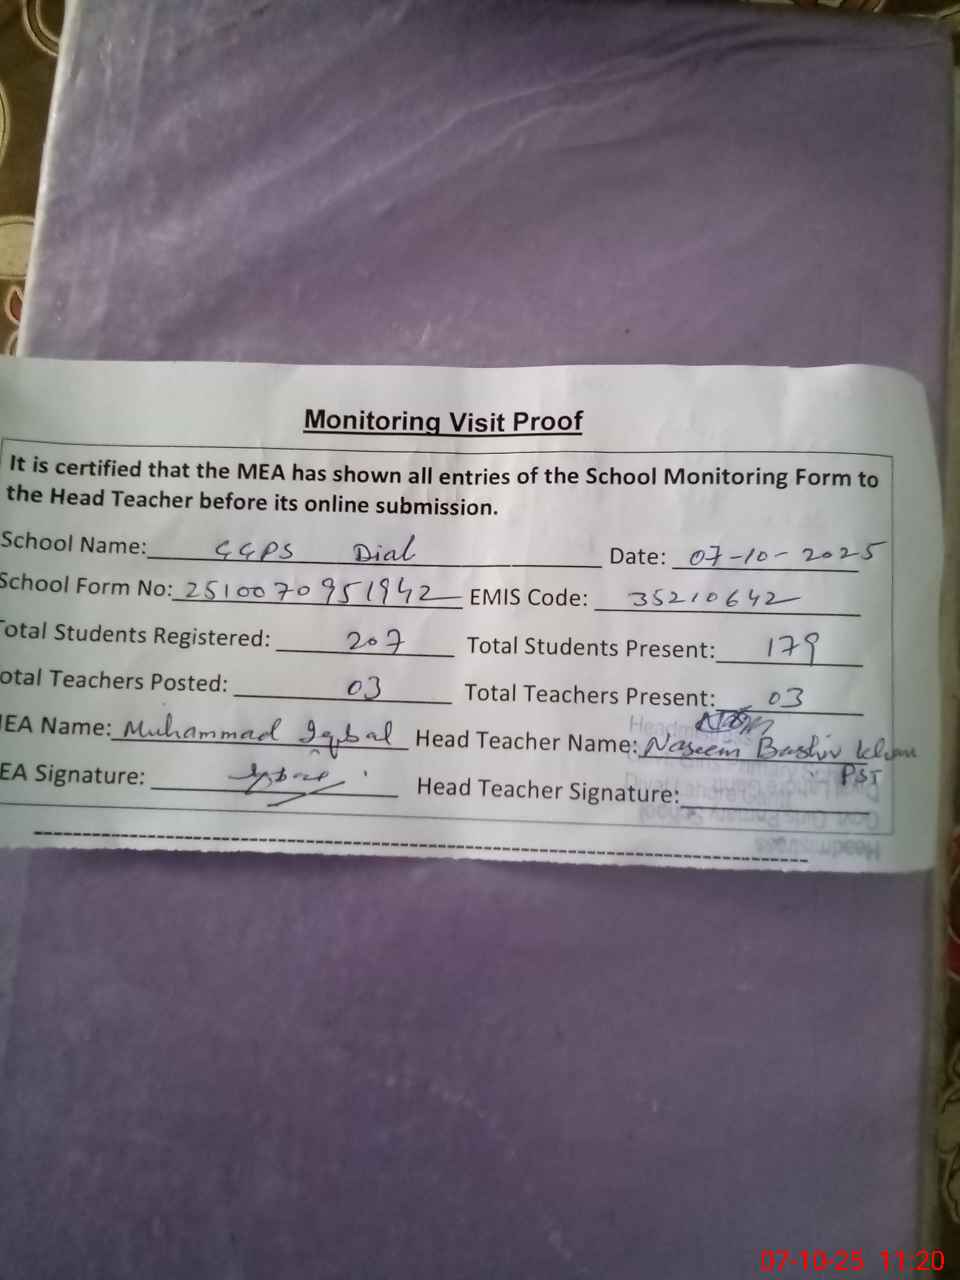 Monitoring Visit Proof
It is certified that the MEA has shown all entries of the School Monitoring Form to
the Head Teacher before its online submission.
School Name: GGPS Dial Date: 07-10-2025
School Form No: 2510070951942 EMIS Code: 35210642
Total Students Registered: 207 Total Students Present: 179
otal Teachers Posted: 03 Total Teachers Present: 03
MEA Name: Muhammad Iqbal Head Teacher Name: Naseem Bashir Khan
PST
EA Signature: Head Teacher Signature:
07-10-25 11:20